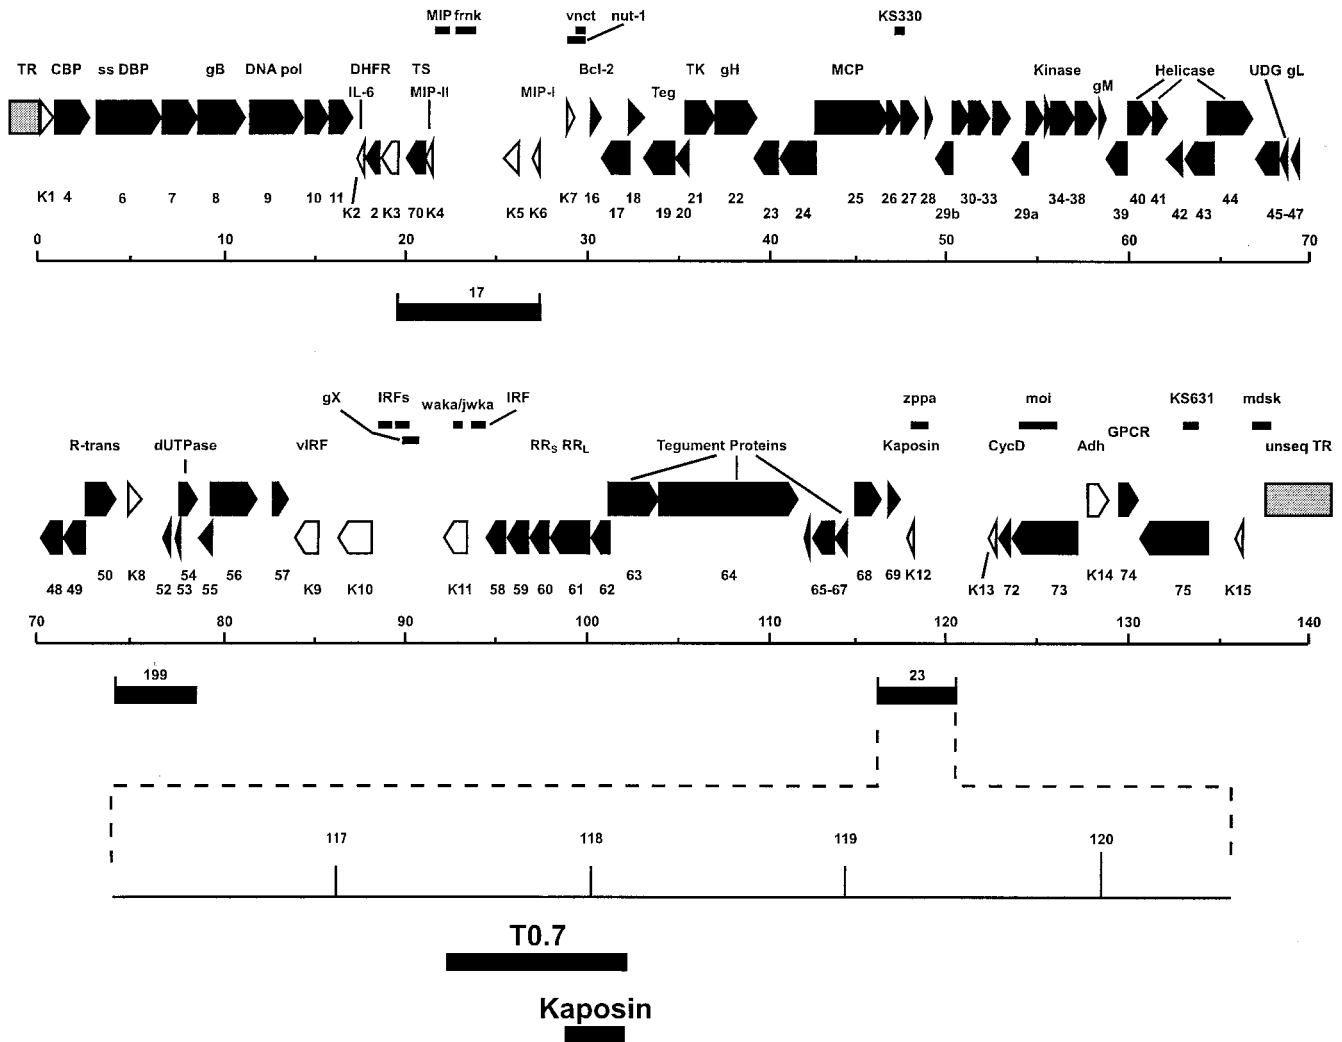 MIP frnk vnct nut-1 KS330
TR CBP ss DBP gB DNA pol DHFR TS Bcl-2 TK gH MCP Kinase Helicase UDG gL
IL-6 MIP-II MIP-I Teg gM
K1 4 6 7 8 9 10 11 K2 2 K3 70 K4 K5 K6 K7 16 17 18 19 20 21 22 23 24 25 26 27 28 29b 30-33 29a 34-38 39 40 41 42 43 44 45-47
0 10 20 30 40 50 60 70
17
gX IRFs waka/jwka IRF zppa moi KS631 mdsk
R-trans dUTPase vIRF RRS RRL Tegument Proteins Kaposin CycD Adh GPCR unseq TR
48 49 50 K8 52 53 54 55 56 57 K9 K10 K11 58 59 60 61 62 63 64 65-67 68 69 K12 K13 72 73 K14 74 75 K15
70 80 90 100 110 120 130 140
199 23
117 118 119 120
T0.7
Kaposin